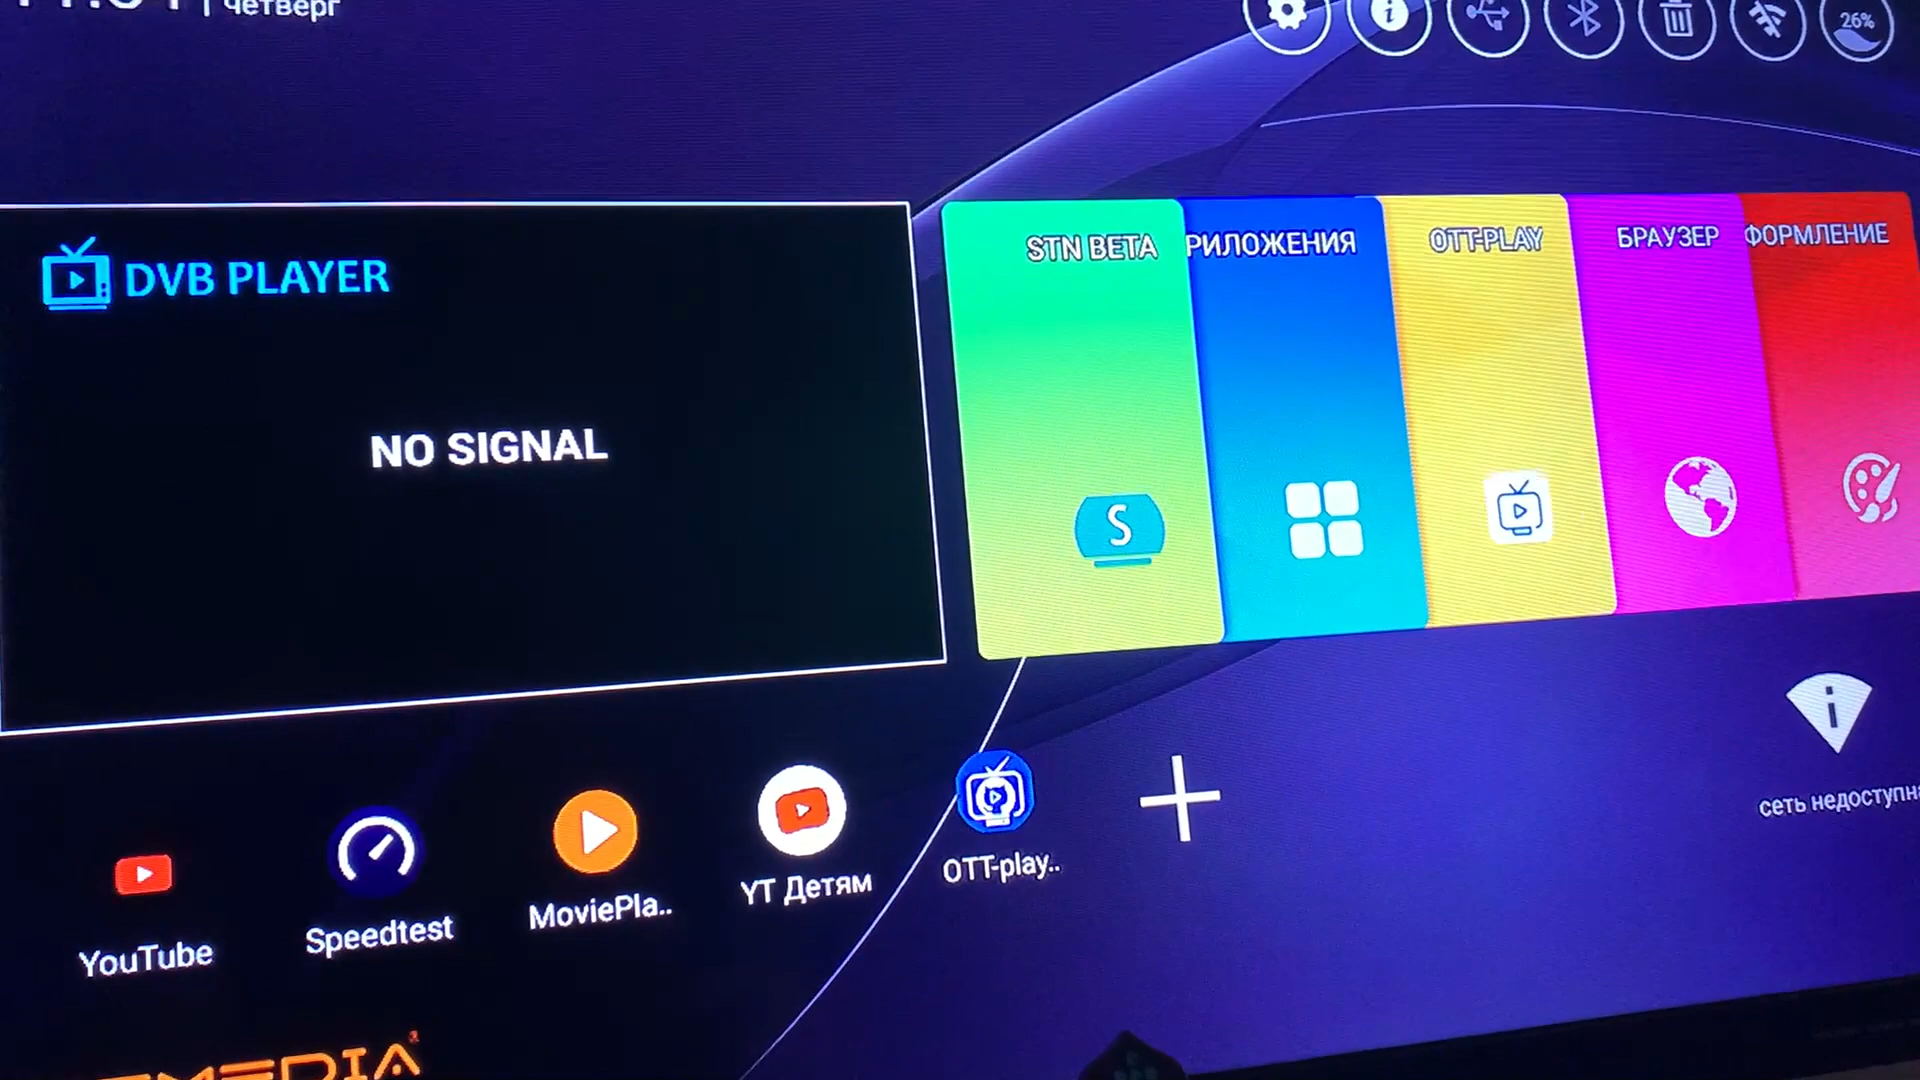 четверг
26%
DVB PLAYER
NO SIGNAL
STN BETA
S
РИЛОЖЕНИЯ
OTT-PLAY
БРАУЗЕР
ФОРМЛЕНИЕ
YouTube
Speedtest
MoviePla..
YT Детям
OTT-play..
сеть недоступна